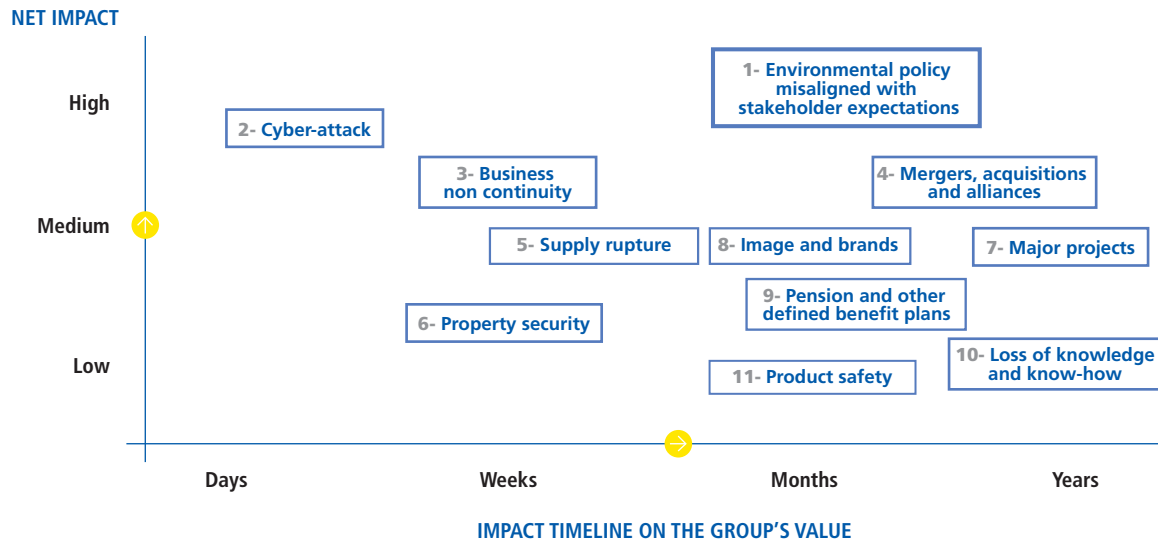 NET IMPACT
High
1- Environmental policy
misaligned with
stakeholder expectations
2- Cyber-attack
3- Business
non continuity
4- Mergers, acquisitions
and alliances
Medium
5- Supply rupture
8- Image and brands
7- Major projects
9- Pension and other
defined benefit plans
6- Property security
Low
10- Loss of knowledge
and know-how
11- Product safety
Days
Weeks
Months
Years
IMPACT TIMELINE ON THE GROUP’S VALUE